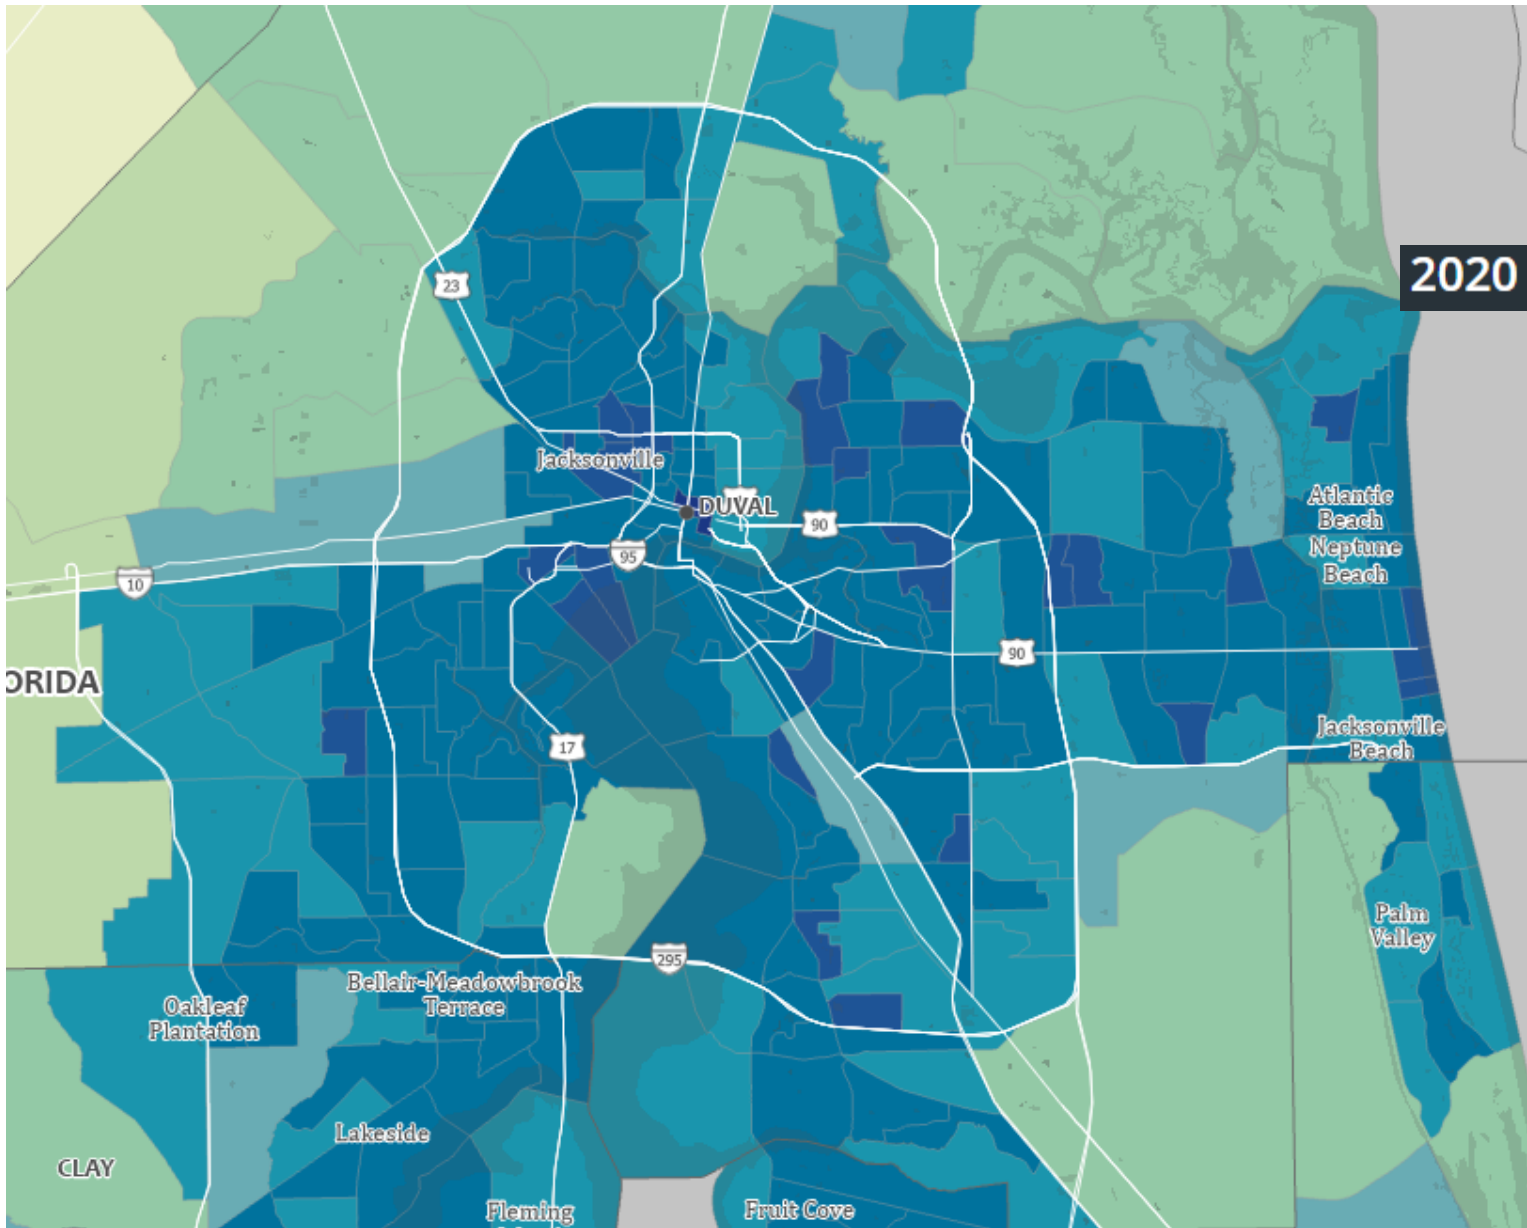 2020
23
Jacksonville
DUVAL
90
Atlantic
Beach
Neptune
Beach
95
10
90
ORIDA
17
Jacksonville
Beach
Palm
Valley
295
Bellair-Meadowbrook
Terrace
Oakleaf
Plantation
Lakeside
CLAY
Fleming
Fruit Cove